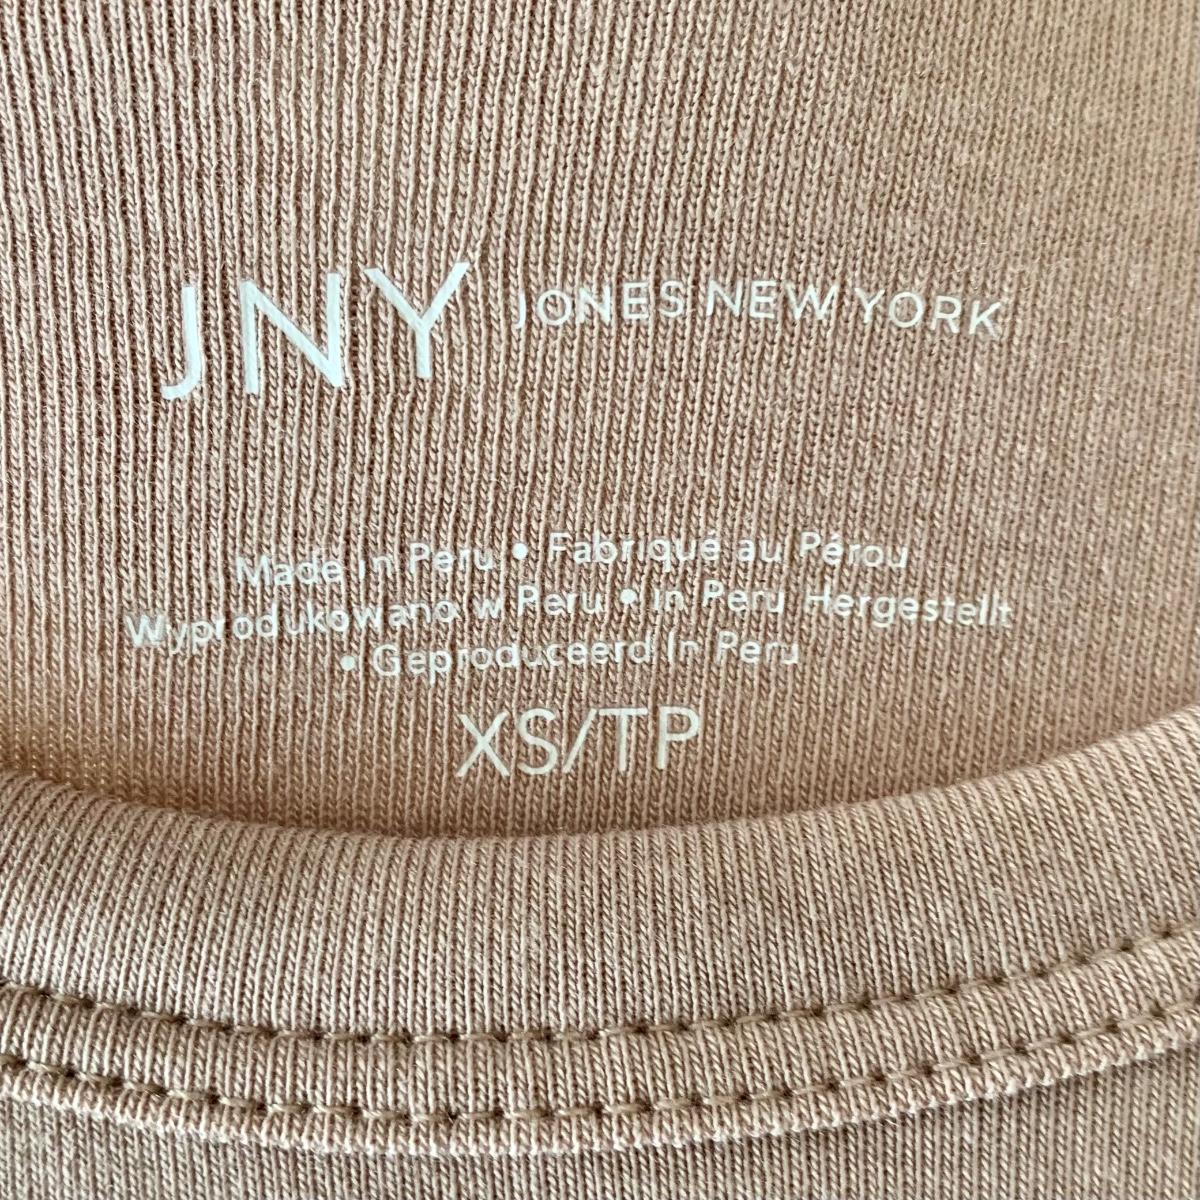 JNY JONES NEW YORK
Made in Peru • Fabriqué au Pérou
Wyprodukowano w Peru • in Peru Hergestellt
• Geproduceerd In Peru
XS/TP